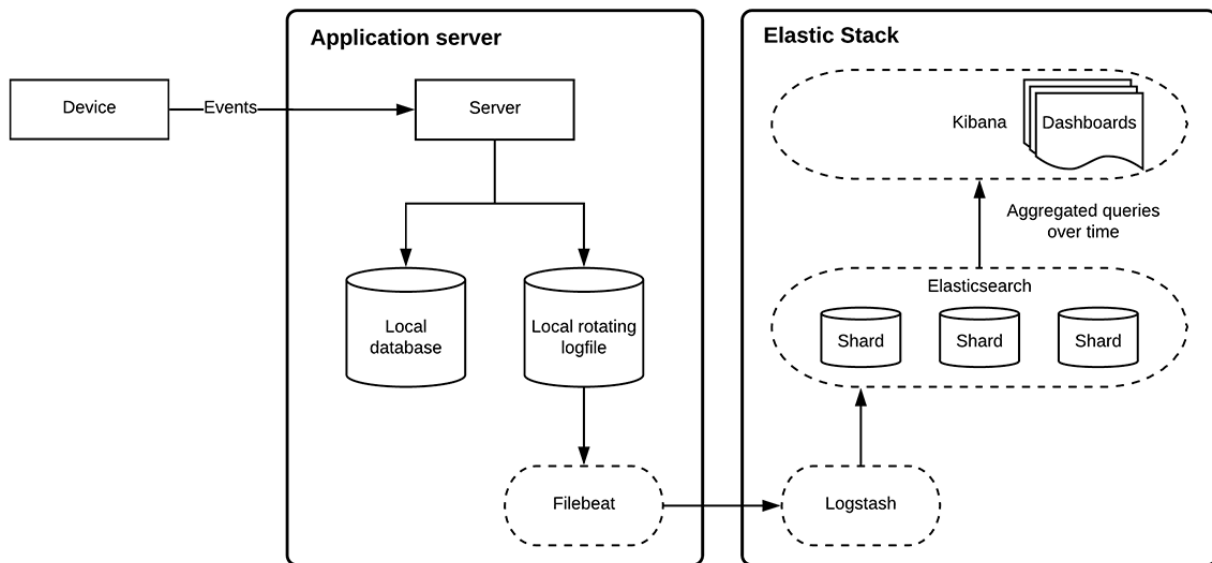 Application server
Elastic Stack
Device
Events
Server
Kibana
Dashboards
Aggregated queries
over time
Elasticsearch
Local
database
Local rotating
logfile
Shard
Shard
Shard
Filebeat
Logstash